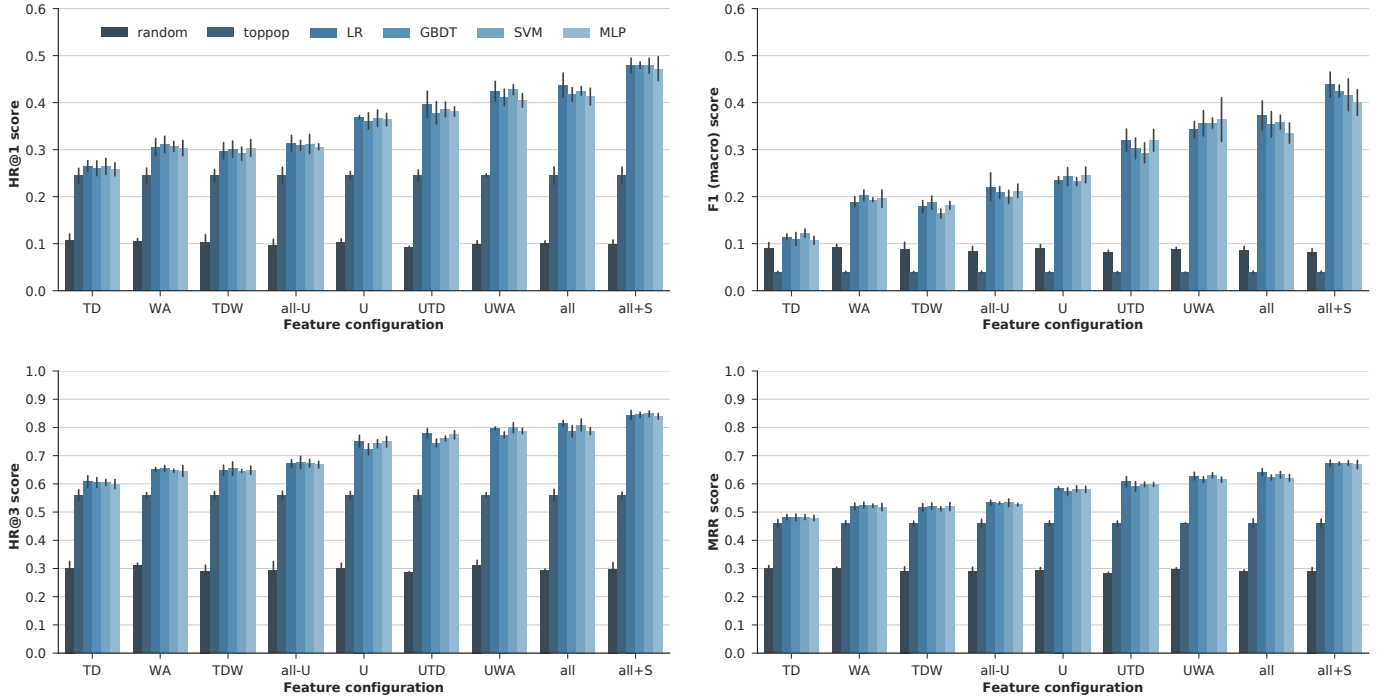 0.6
0.5
0.4
0.3
0.2
0.1
0.0
HR@1 score
random toppop LR GBDT SVM MLP
TD WA TDW all-U U UTD UWA all all+S
Feature configuration
0.6
0.5
0.4
0.3
0.2
0.1
0.0
F1 (macro) score
TD WA TDW all-U U UTD UWA all all+S
Feature configuration
1.0
0.9
0.8
0.7
0.6
0.5
0.4
0.3
0.2
0.1
0.0
HR@3 score
TD WA TDW all-U U UTD UWA all all+S
Feature configuration
1.0
0.9
0.8
0.7
0.6
0.5
0.4
0.3
0.2
0.1
0.0
MRR score
TD WA TDW all-U U UTD UWA all all+S
Feature configuration